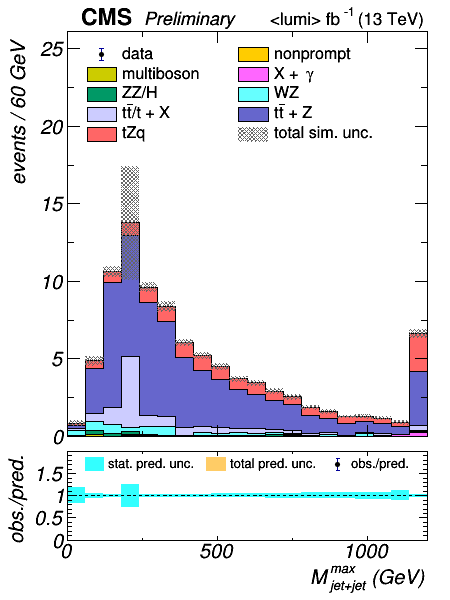 CMS Preliminary <lumi> fb⁻¹ (13 TeV)
events / 60 GeV
25
20
15
10
5
0
data
nonprompt
multiboson
X + γ
ZZ/H
WZ
tt̄/t + X
tt̄ + Z
tZq
total sim. unc.
obs./pred.
1.5
1
0.5
0
stat. pred. unc.
total pred. unc.
obs./pred.
0 500 1000
M^max_jet+jet (GeV)